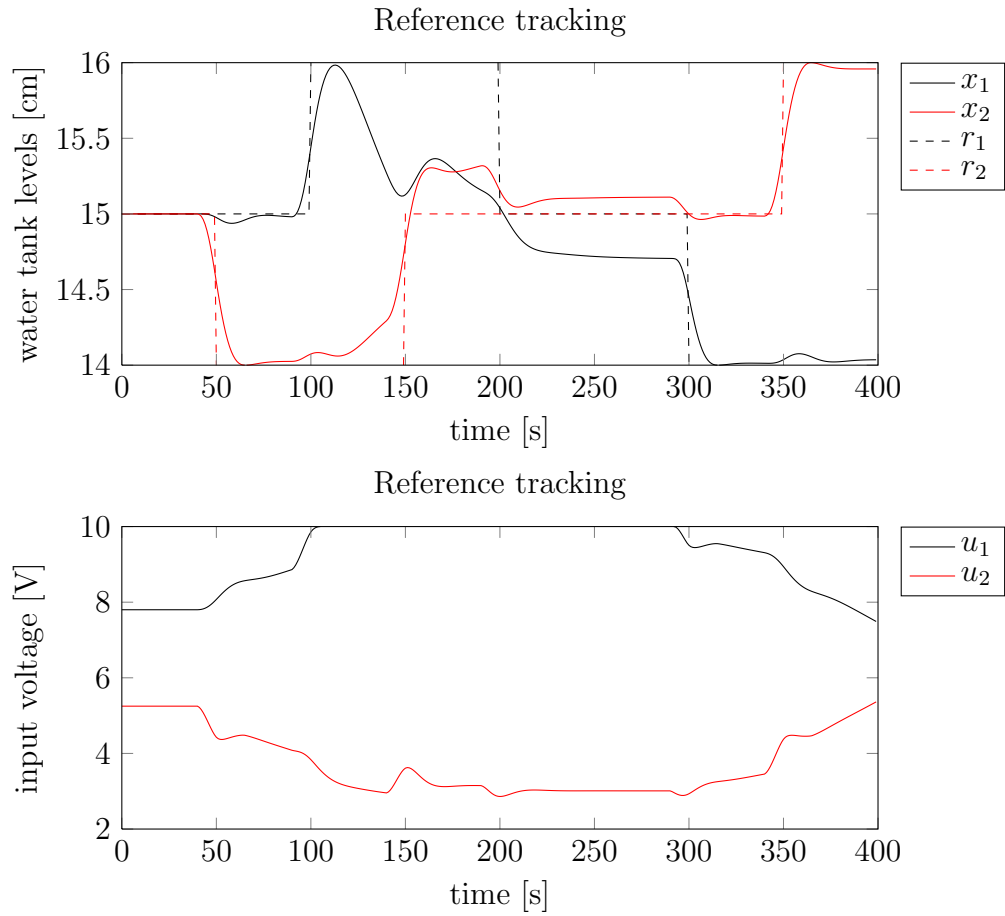 Reference tracking
water tank levels [cm]
16
15.5
15
14.5
14
0 50 100 150 200 250 300 350 400
time [s]
x1
x2
r1
r2
Reference tracking
input voltage [V]
10
8
6
4
2
0 50 100 150 200 250 300 350 400
time [s]
u1
u2